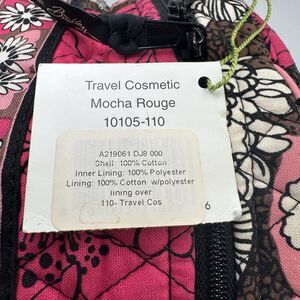 Bradley
Travel Cosmetic
Mocha Rouge
10105-110
A219061 DJ8 000
Shell: 100% Cotton
Inner Lining: 100% Polyester
Lining: 100% Cotton w/polyester
lining over
110- Travel Cos
6